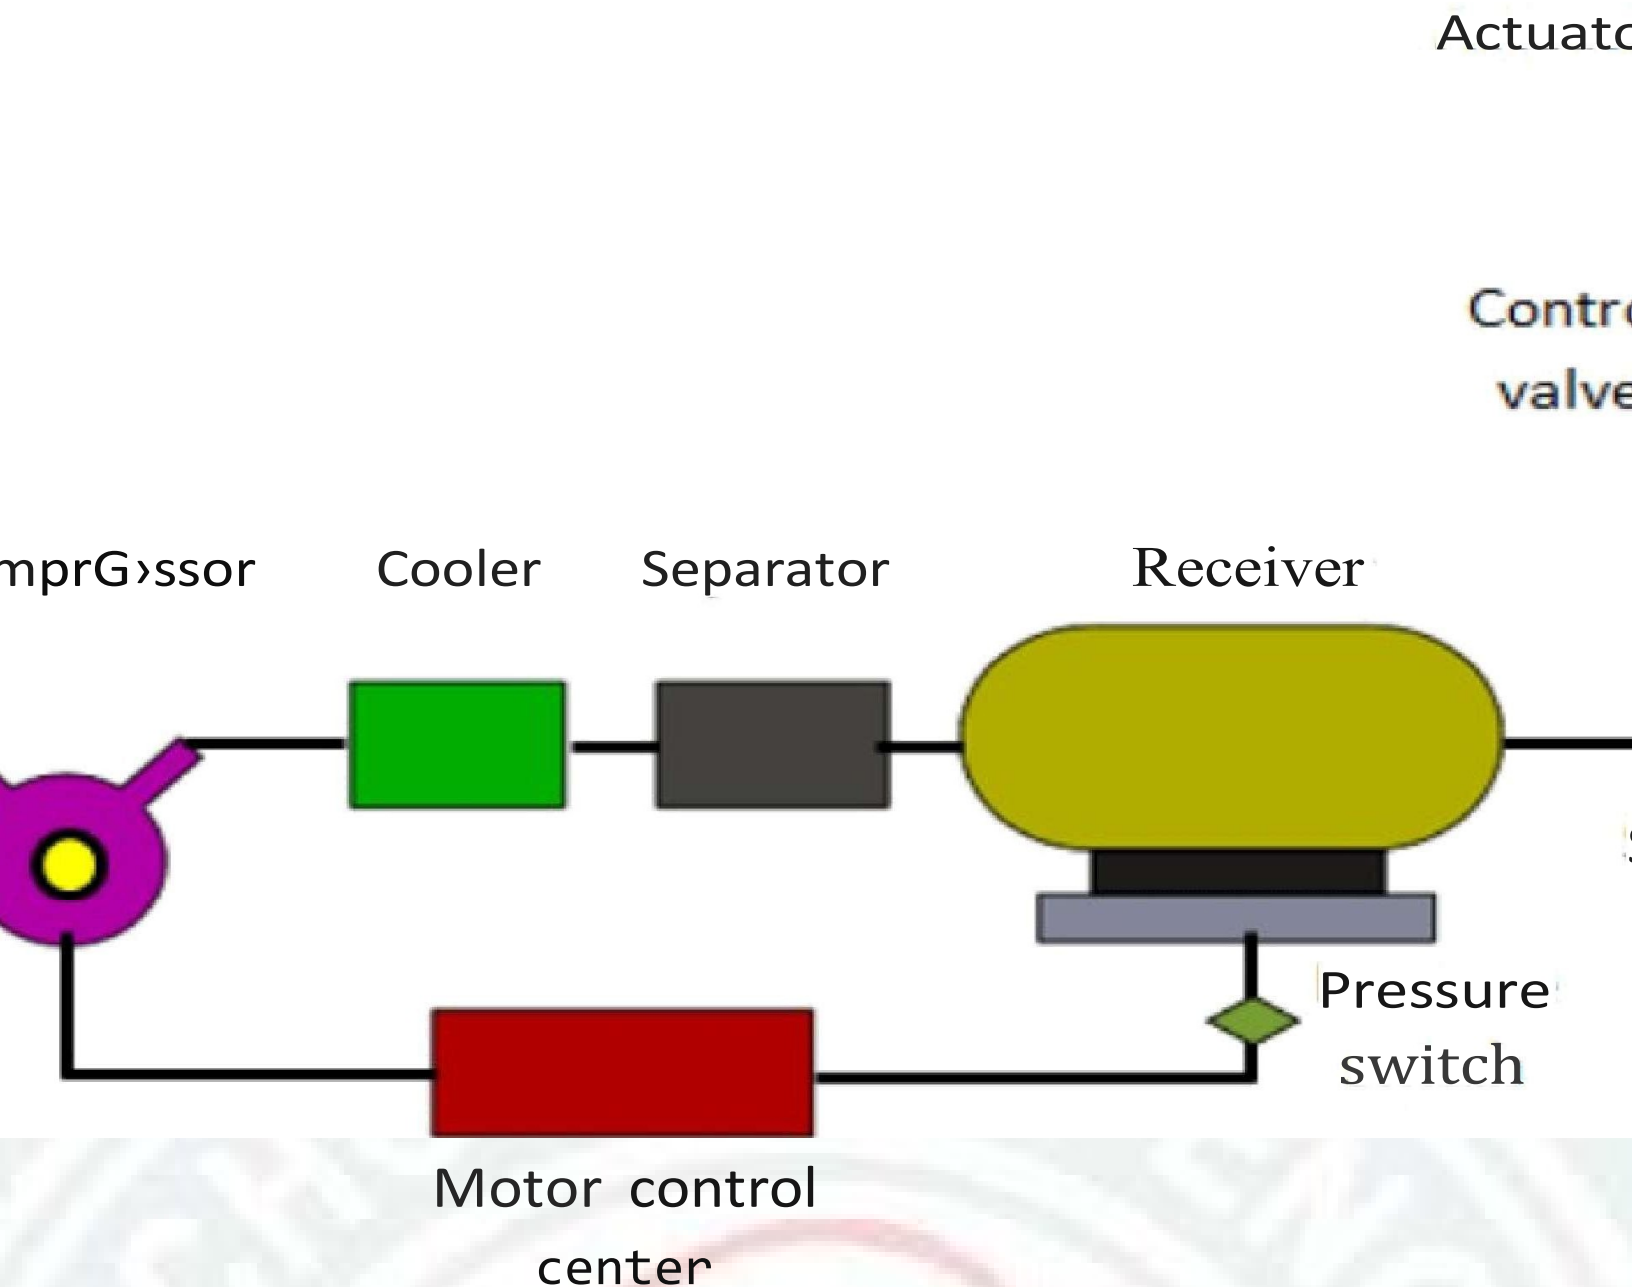 Actuato
Contro
valve
mprG›ssor Cooler Separator Receiver
Pressure
switch
Motor control
center